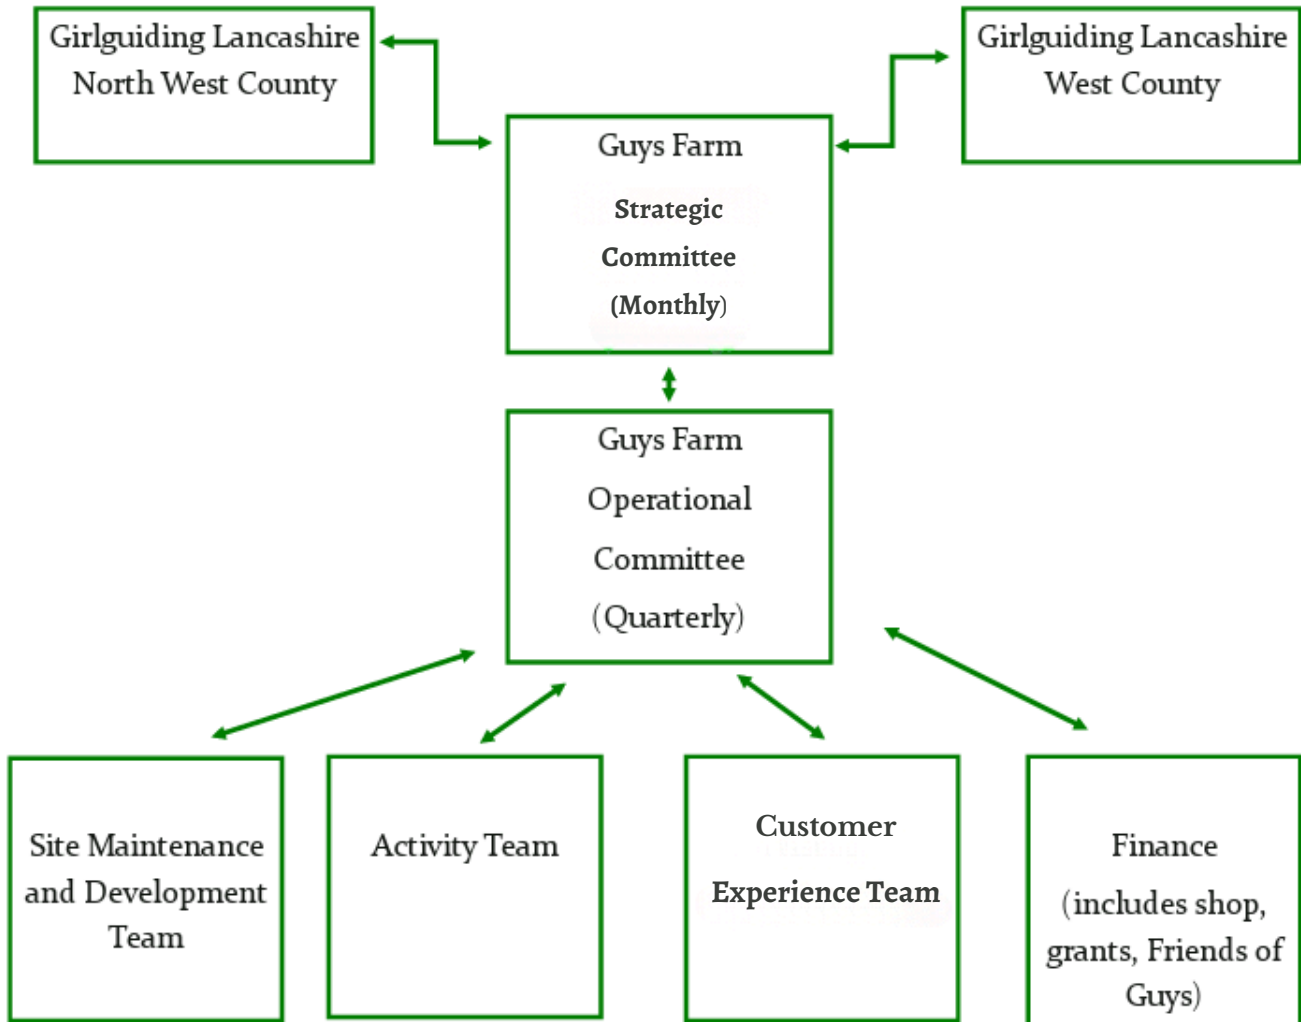 Girlguiding Lancashire
North West County
Girlguiding Lancashire
West County
Guys Farm
Strategic
Committee
(Monthly)
Guys Farm
Operational
Committee
(Quarterly)
Site Maintenance
and Development
Team
Activity Team
Customer
Experience Team
Finance
(includes shop,
grants, Friends of
Guys)